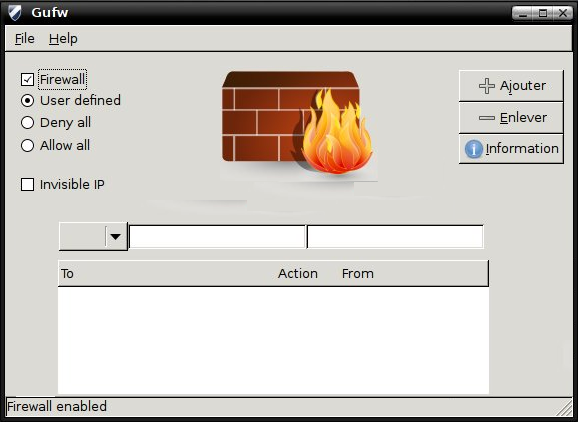 Gufw
File Help
Firewall
User defined
Deny all
Allow all
Invisible IP
Ajouter
Enlever
Information
To Action From
Firewall enabled